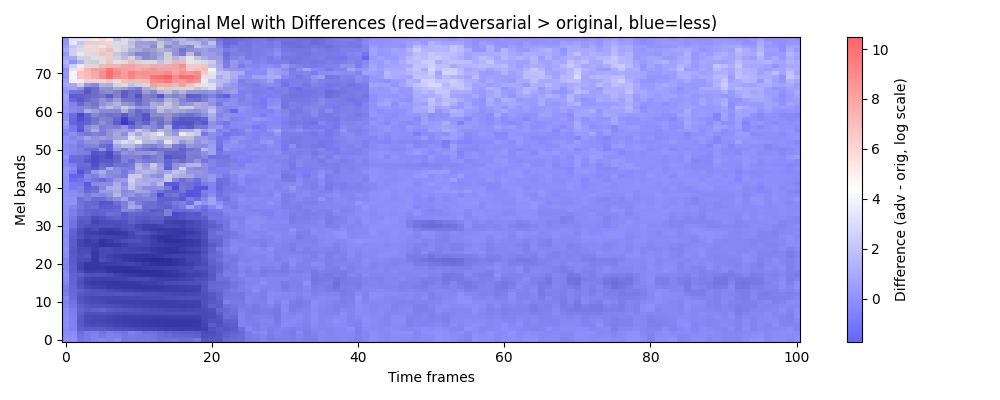 Original Mel with Differences (red=adversarial > original, blue=less)
Mel bands
70
60
50
40
30
20
10
0
0 20 40 60 80 100
Time frames
10
8
6
4
2
0
Difference (adv - orig, log scale)